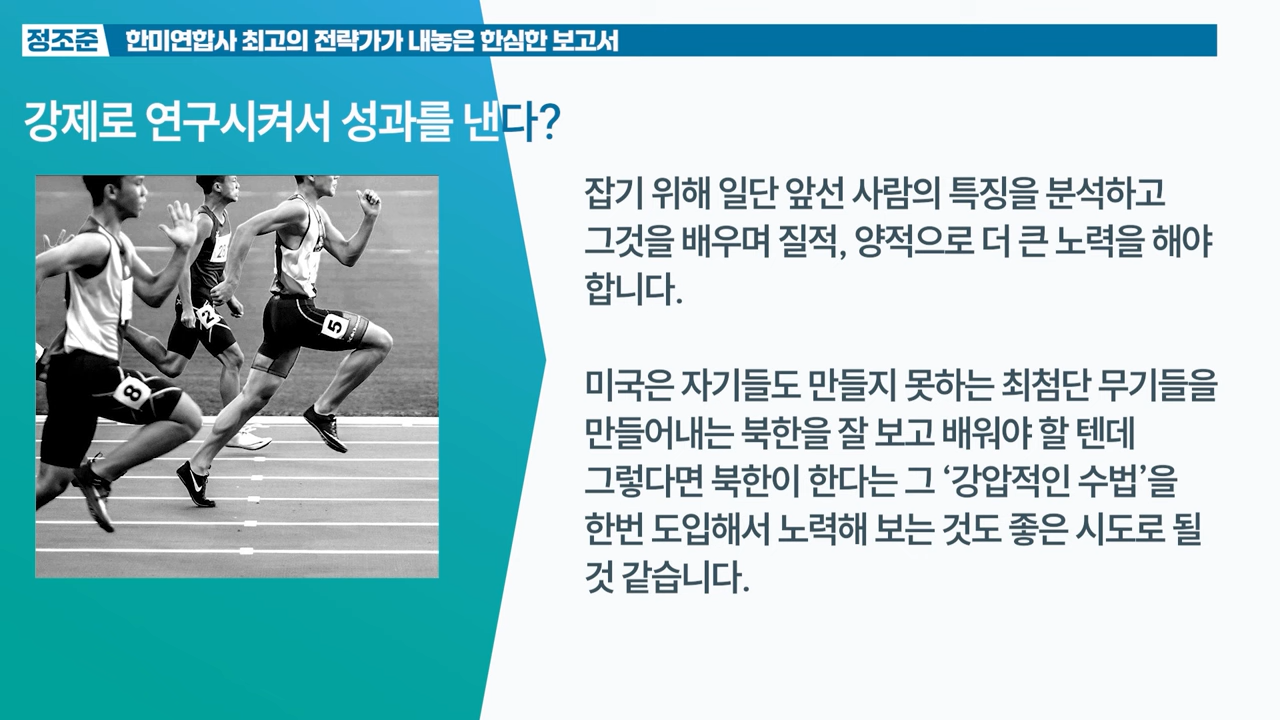 정조준 한미연합사 최고의 전략가가 내놓은 한심한 보고서
강제로 연구시켜서 성과를 낸다?
잡기 위해 일단 앞선 사람의 특징을 분석하고
그것을 배우며 질적, 양적으로 더 큰 노력을 해야
합니다.
미국은 자기들도 만들지 못하는 최첨단 무기들을
만들어내는 북한을 잘 보고 배워야 할 텐데
그렇다면 북한이 한다는 그 ‘강압적인 수법’을
한번 도입해서 노력해 보는 것도 좋은 시도로 될
것 같습니다.
2
5
8